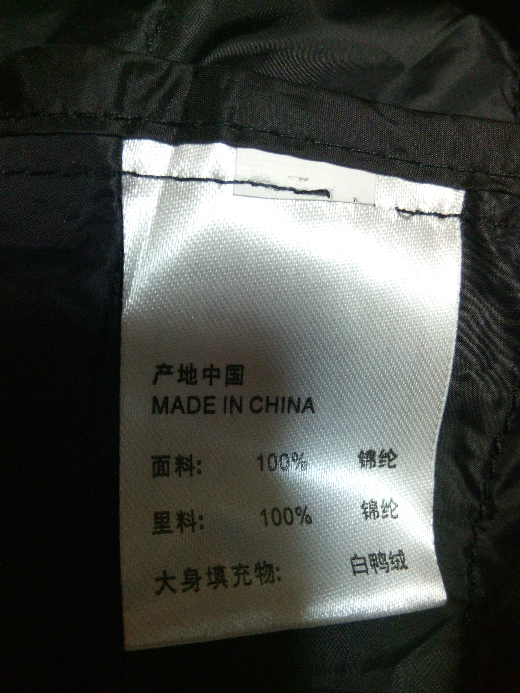 产地中国
MADE IN CHINA
面料: 100% 锦纶
里料: 100% 锦纶
大身填充物: 白鸭绒